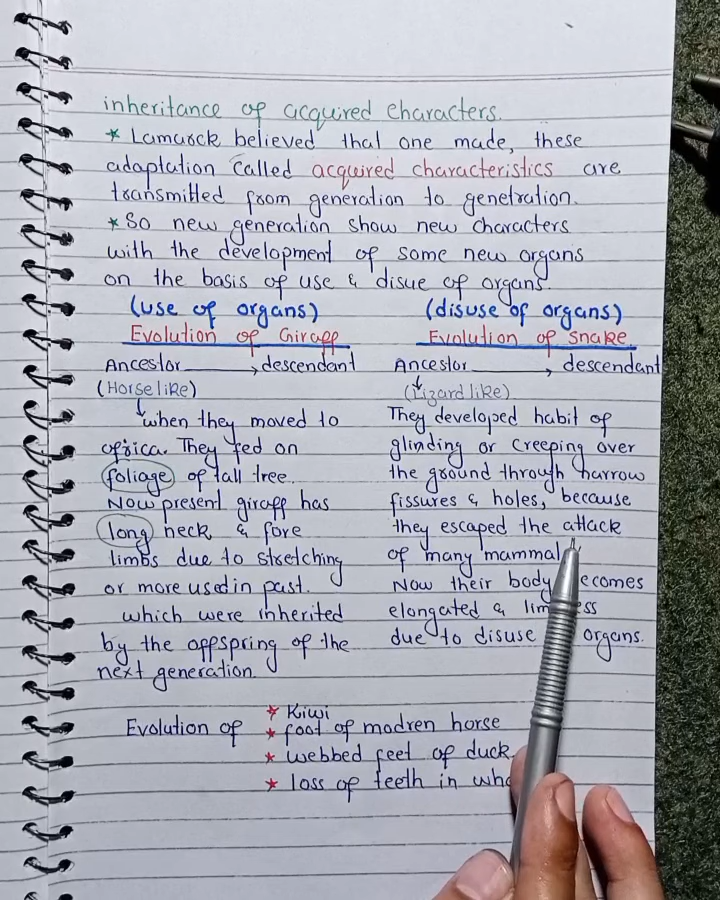 inheritance of acquired characters.
* Lamarck believed that one made, these
adaptation called acquired characteristics are
transmitted from generation to genetration.
* So new generation show new characters
with the development of some new organs
on the basis of use & disue of organs.
(use of organs)
Evolution of Giraff
Ancestor → descendant
(Horse like)
when they moved to
africa. They fed on
foliage of tall tree.
Now present giraff has
long neck & fore
limbs due to stretching
or more used in past.
which were inherited
by the offspring of the
next generation.
(disuse of organs)
Evolution of snake.
Ancestor → descendant
(Lizard like)
They developed habit of
glinding or creeping over
the ground through narrow
fissures & holes, because
they escaped the attack
of many mammal
Now their body ecomes
elongated & lim ess
due to disuse organs.
Evolution of
* Kiwi
* foot of modren horse
* webbed feet of duck
* loss of teeth in wh